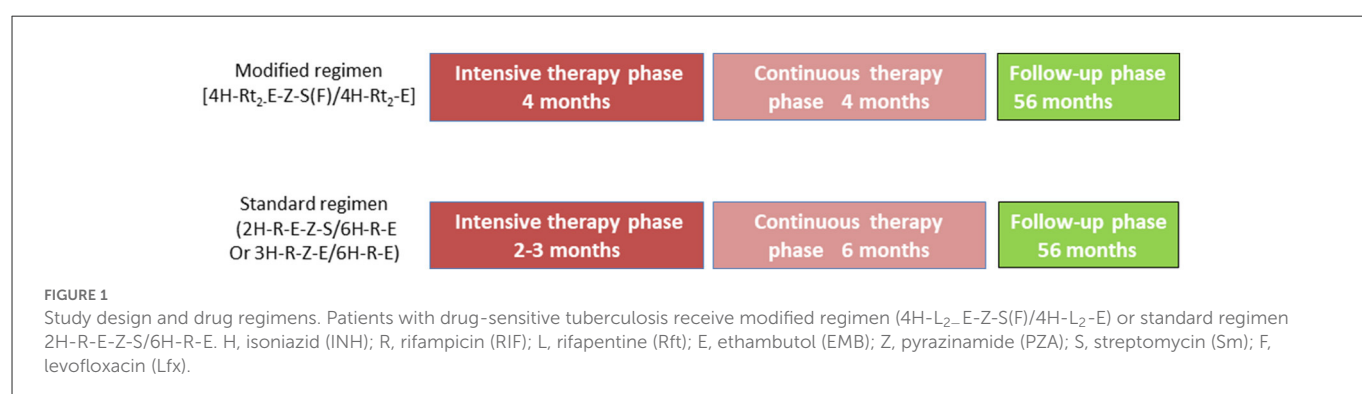 Modified regimen
[4H-Rt₂-E-Z-S(F)/4H-Rt₂-E]
Intensive therapy phase
4 months
Continuous therapy
phase 4 months
Follow-up phase
56 months
Standard regimen
(2H-R-E-Z-S/6H-R-E
Or 3H-R-Z-E/6H-R-E)
Intensive therapy phase
2-3 months
Continuous therapy
phase 6 months
Follow-up phase
56 months
FIGURE 1
Study design and drug regimens. Patients with drug-sensitive tuberculosis receive modified regimen (4H-L₂_E-Z-S(F)/4H-L₂-E) or standard regimen
2H-R-E-Z-S/6H-R-E. H, isoniazid (INH); R, rifampicin (RIF); L, rifapentine (Rft); E, ethambutol (EMB); Z, pyrazinamide (PZA); S, streptomycin (Sm); F,
levofloxacin (Lfx).